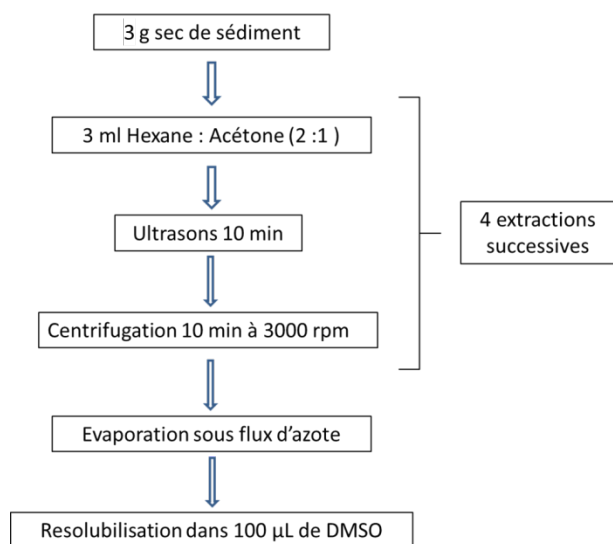 3 g sec de sédiment
3 ml Hexane : Acétone (2 :1 )
Ultrasons 10 min
4 extractions
successives
Centrifugation 10 min à 3000 rpm
Evaporation sous flux d'azote
Resolubilisation dans 100 µL de DMSO